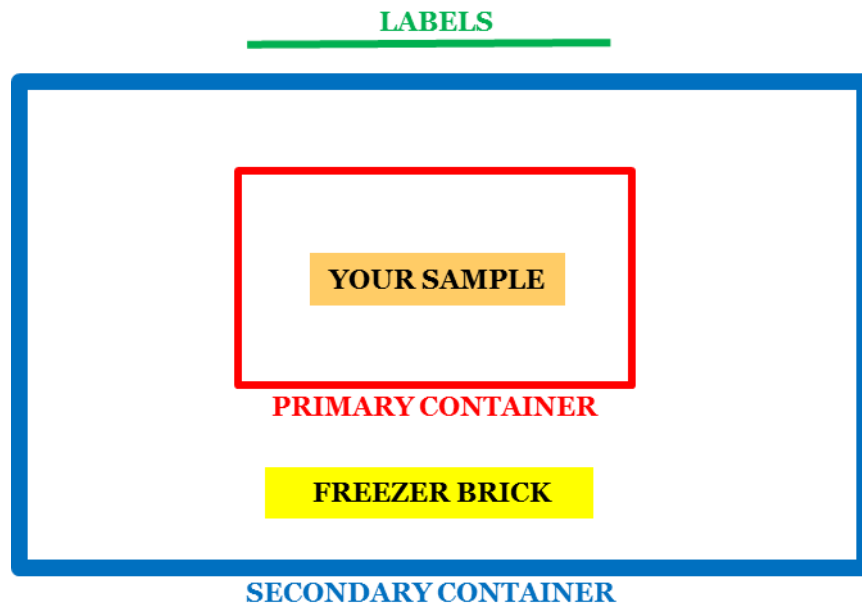 LABELS
YOUR SAMPLE
PRIMARY CONTAINER
FREEZER BRICK
SECONDARY CONTAINER